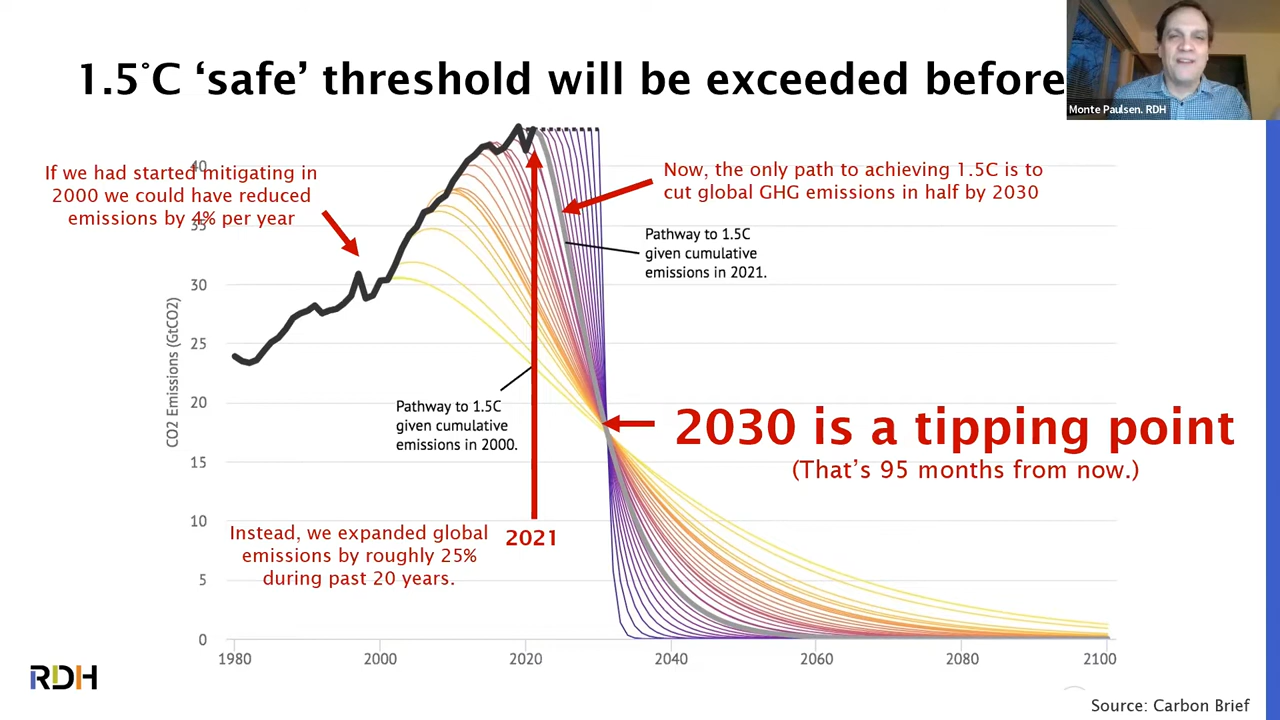 1.5°C ‘safe’ threshold will be exceeded before
Monte Paulsen. RDH
If we had started mitigating in
2000 we could have reduced
emissions by 4% per year
Now, the only path to achieving 1.5C is to
cut global GHG emissions in half by 2030
Pathway to 1.5C
given cumulative
emissions in 2021.
CO2 Emissions (GtCO2)
40
35
30
25
20
15
10
5
0
Pathway to 1.5C
given cumulative
emissions in 2000.
2030 is a tipping point
(That’s 95 months from now.)
Instead, we expanded global
emissions by roughly 25%
during past 20 years.
2021
1980
2000
2020
2040
2060
2080
2100
RDH
Source: Carbon Brief